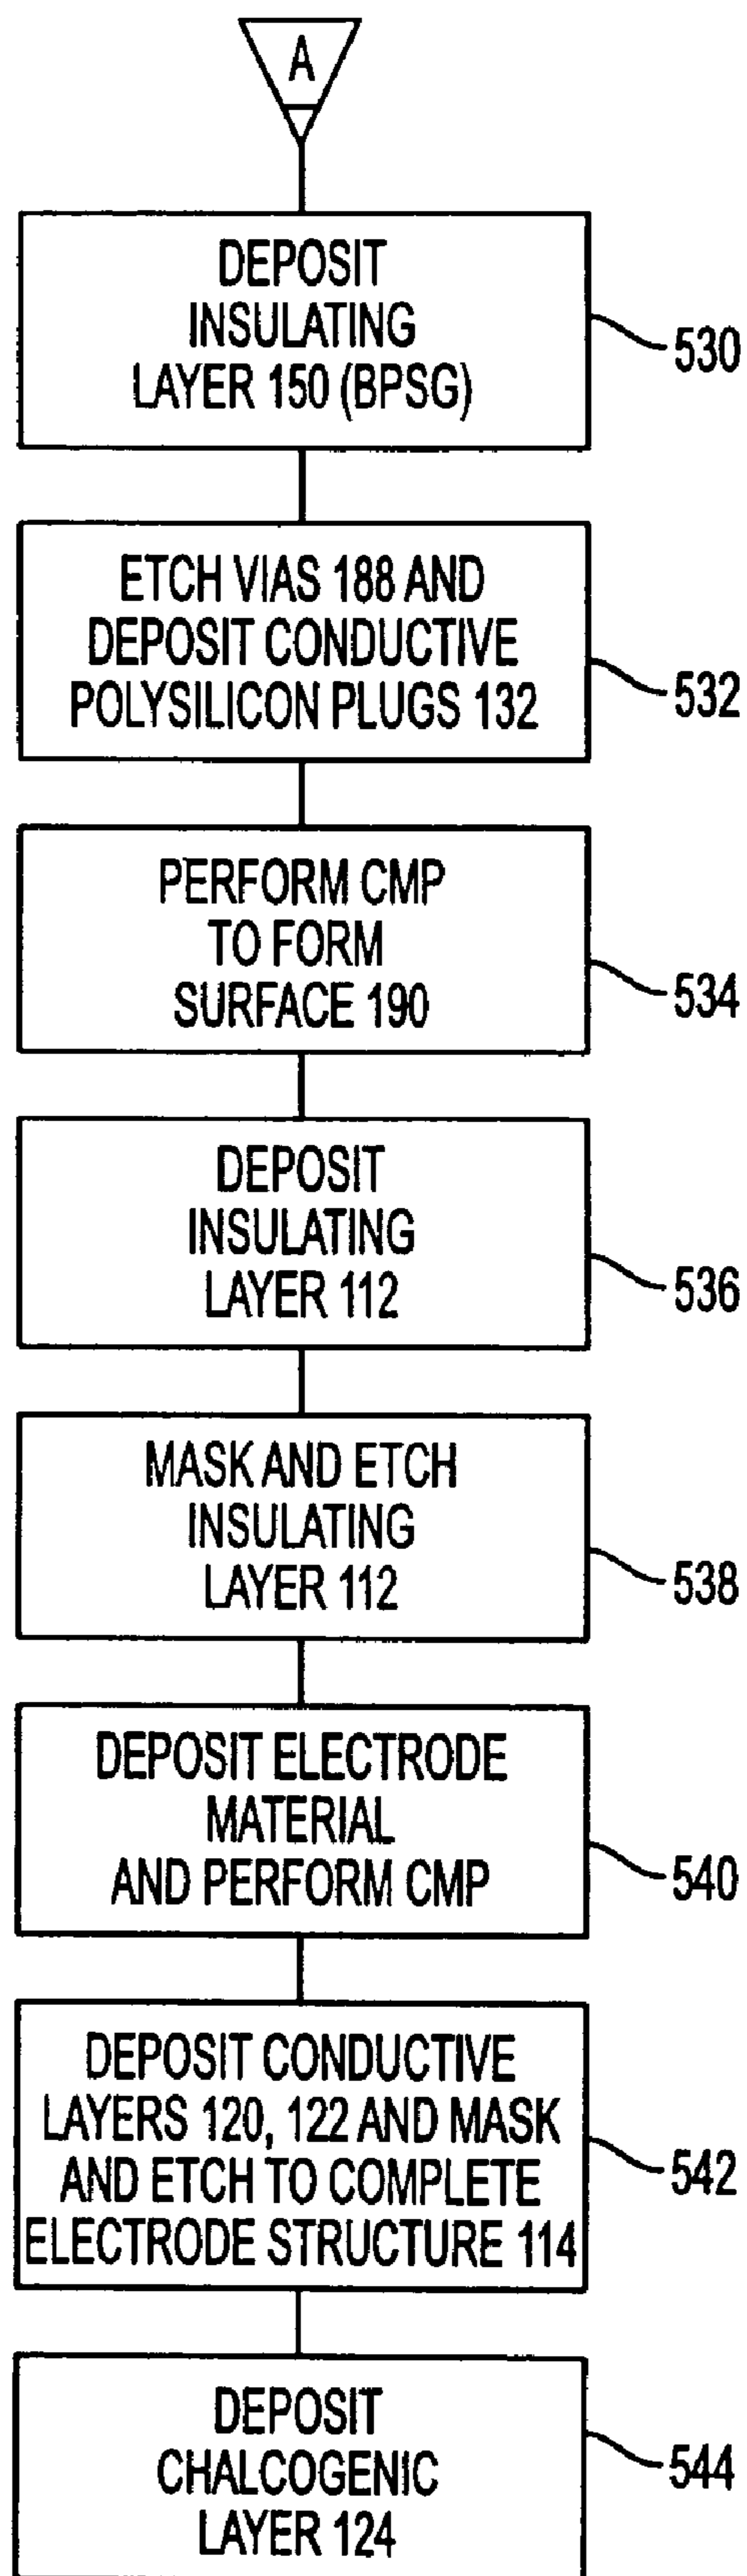 A
DEPOSIT
INSULATING
LAYER 150 (BPSG)
530
ETCH VIAS 188 AND
DEPOSIT CONDUCTIVE
POLYSILICON PLUGS 132
532
PERFORM CMP
TO FORM
SURFACE 190
534
DEPOSIT
INSULATING
LAYER 112
536
MASK AND ETCH
INSULATING
LAYER 112
538
DEPOSIT ELECTRODE
MATERIAL
AND PERFORM CMP
540
DEPOSIT CONDUCTIVE
LAYERS 120, 122 AND MASK
AND ETCH TO COMPLETE
ELECTRODE STRUCTURE 114
542
DEPOSIT
CHALCOGENIC
LAYER 124
544